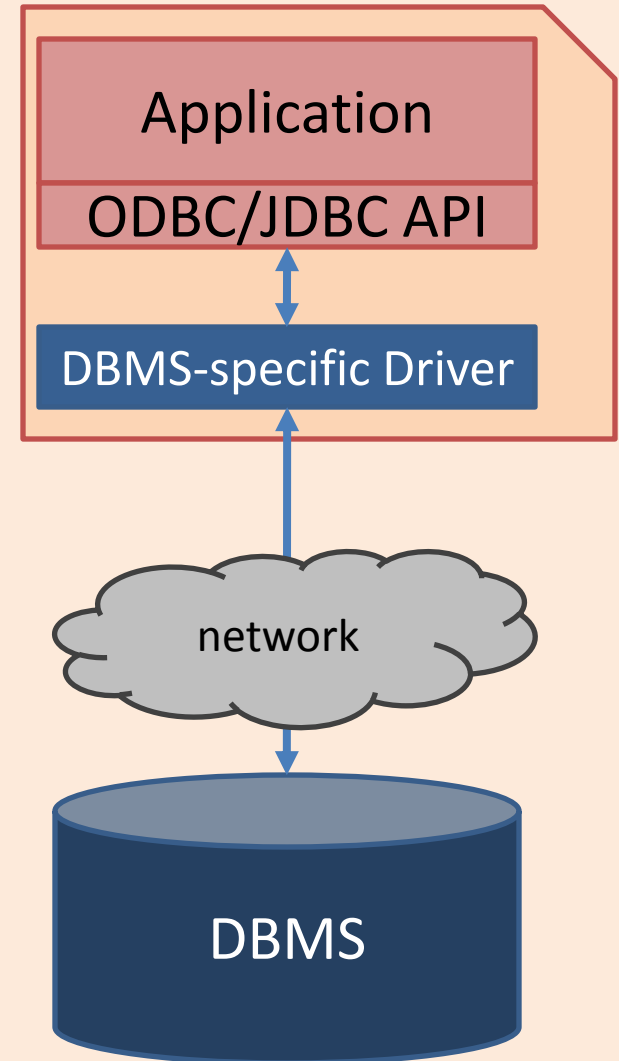 Application
ODBC/JDBC API
DBMS-specific Driver
network
DBMS